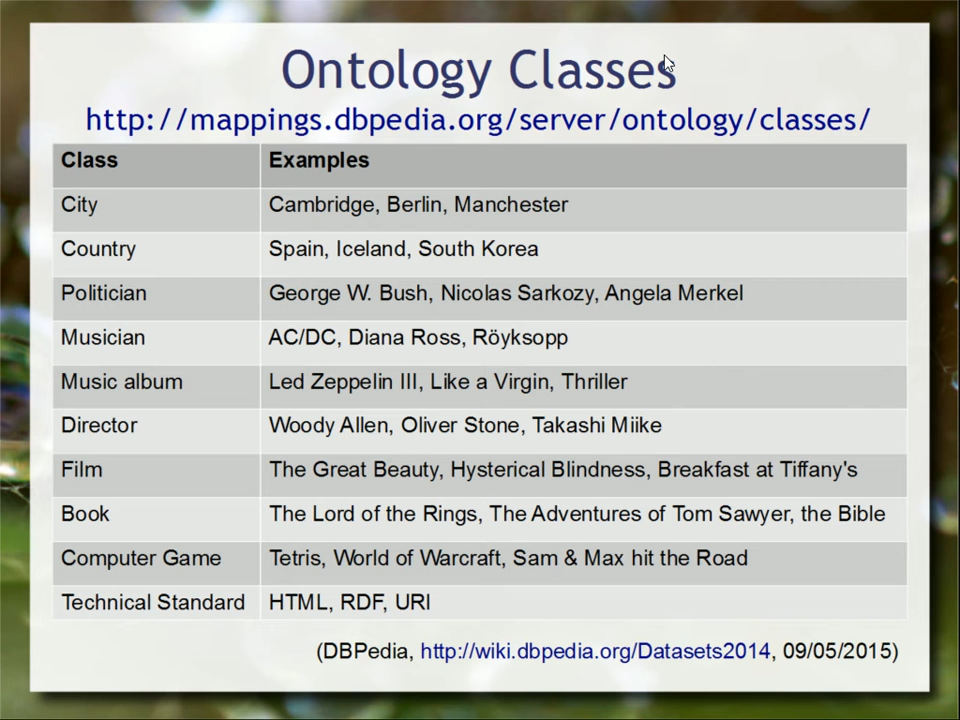 Ontology Classes
http://mappings.dbpedia.org/server/ontology/classes/
Class Examples
City Cambridge, Berlin, Manchester
Country Spain, Iceland, South Korea
Politician George W. Bush, Nicolas Sarkozy, Angela Merkel
Musician AC/DC, Diana Ross, Röyksopp
Music album Led Zeppelin III, Like a Virgin, Thriller
Director Woody Allen, Oliver Stone, Takashi Miike
Film The Great Beauty, Hysterical Blindness, Breakfast at Tiffany's
Book The Lord of the Rings, The Adventures of Tom Sawyer, the Bible
Computer Game Tetris, World of Warcraft, Sam & Max hit the Road
Technical Standard HTML, RDF, URI
(DBPedia, http://wiki.dbpedia.org/Datasets2014, 09/05/2015)